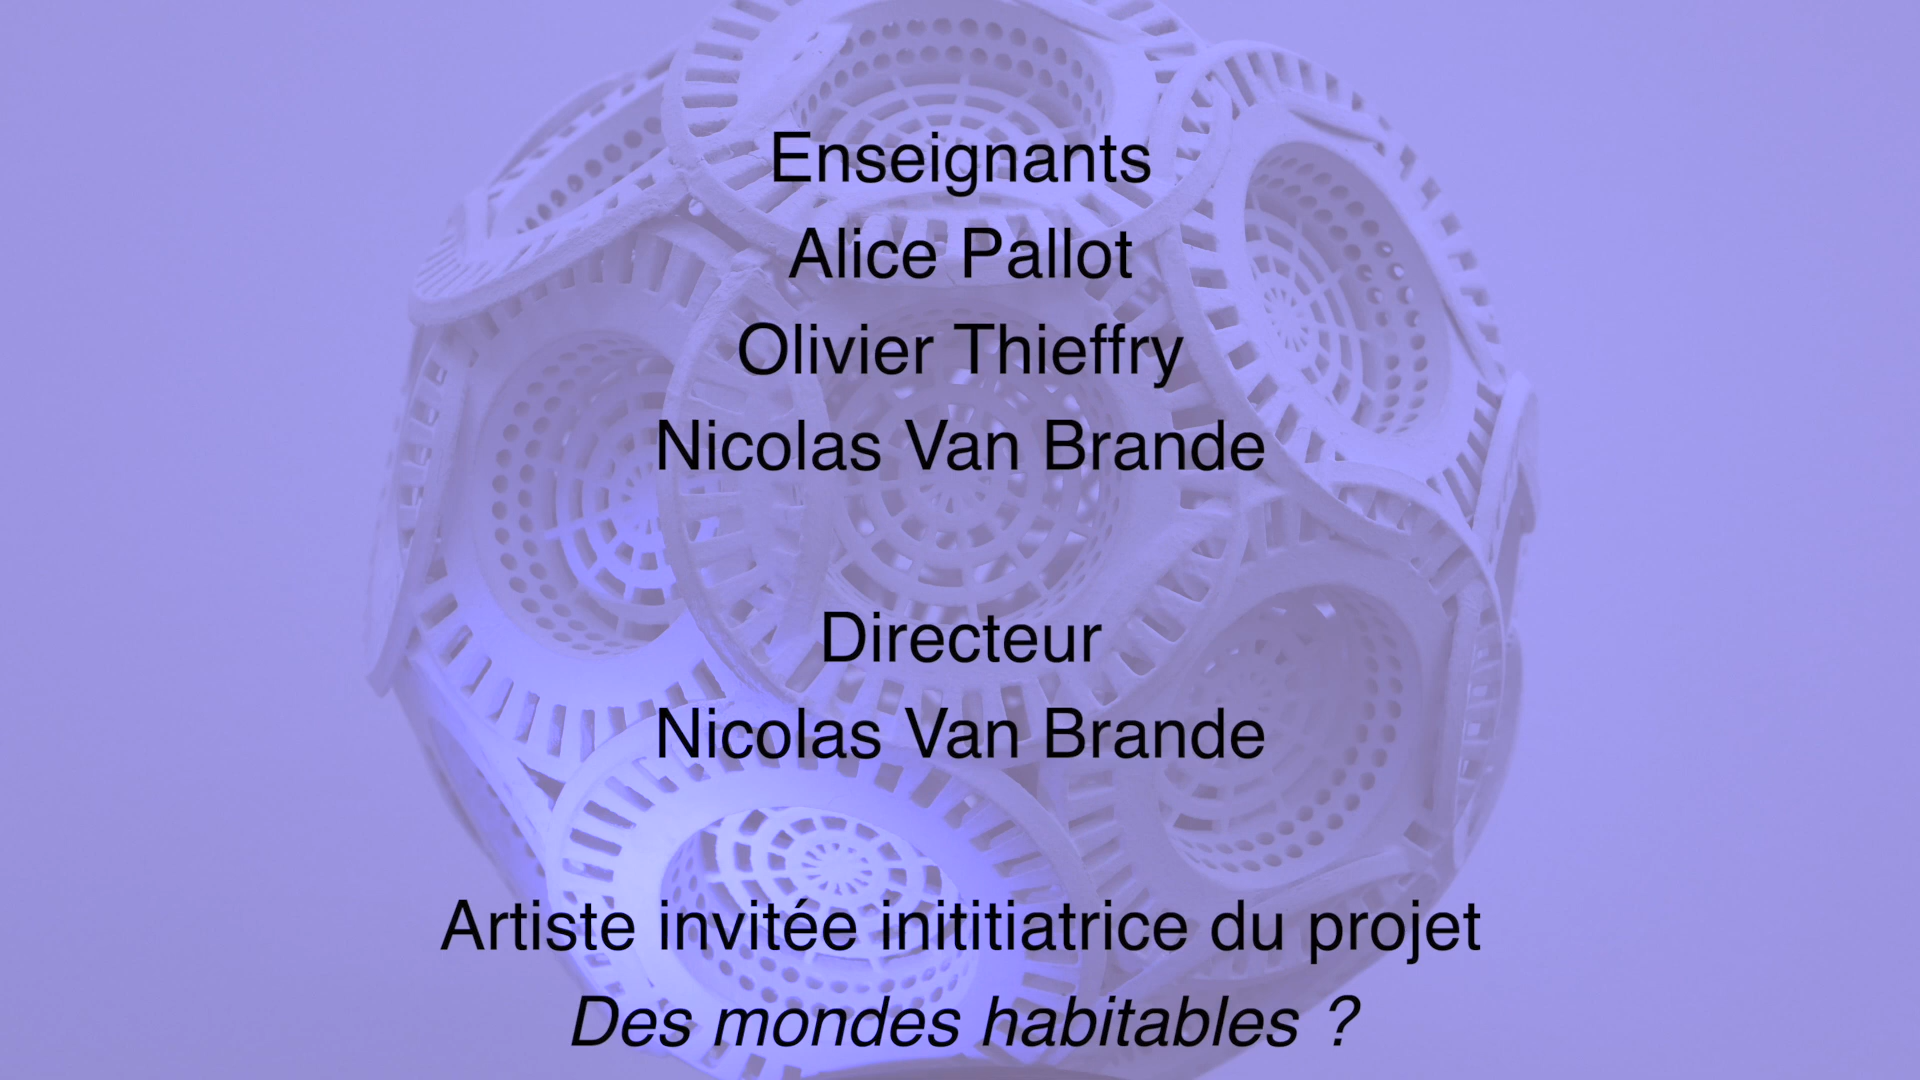 Enseignants
Alice Pallot
Olivier Thieffry
Nicolas Van Brande
Directeur
Nicolas Van Brande
Artiste invitée inititiatrice du projet
Des mondes habitables ?